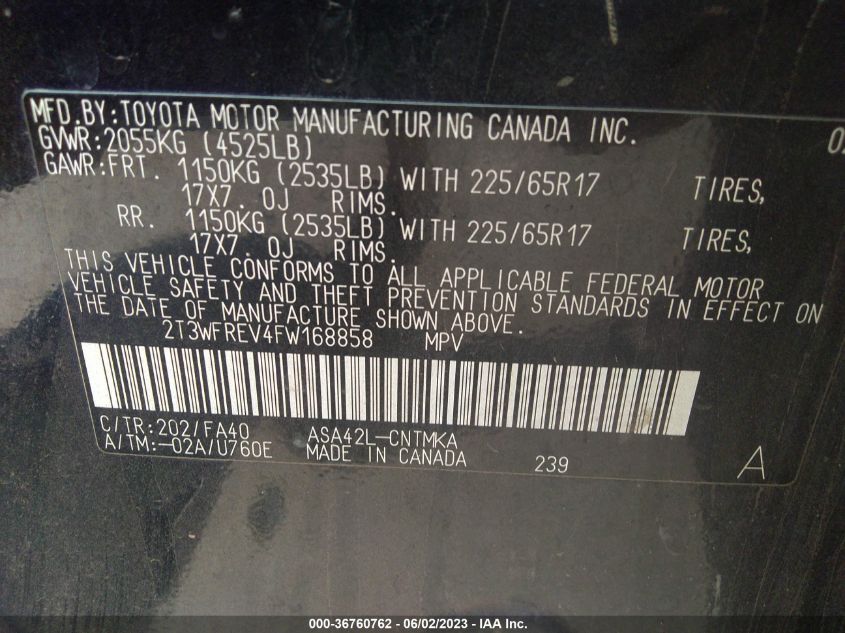 MFD.BY:TOYOTA MOTOR MANUFACTURING CANADA INC.
GVWR:2055KG (4525LB)
GAWR:FRT. 1150KG (2535LB) WITH 225/65R17 TIRES,
17X7.0J RIMS.
RR. 1150KG (2535LB) WITH 225/65R17 TIRES,
17X7.0J RIMS.
THIS VEHICLE CONFORMS TO ALL APPLICABLE FEDERAL MOTOR
VEHICLE SAFETY AND THEFT PREVENTION STANDARDS IN EFFECT ON
THE DATE OF MANUFACTURE SHOWN ABOVE.
2T3WFREV4FW168858 MPV
C/TR:202/FA40 ASA42L-CNTMKA
A/TM:-02A/U760E MADE IN CANADA 239 A
000-36760762 - 06/02/2023 - IAA Inc.